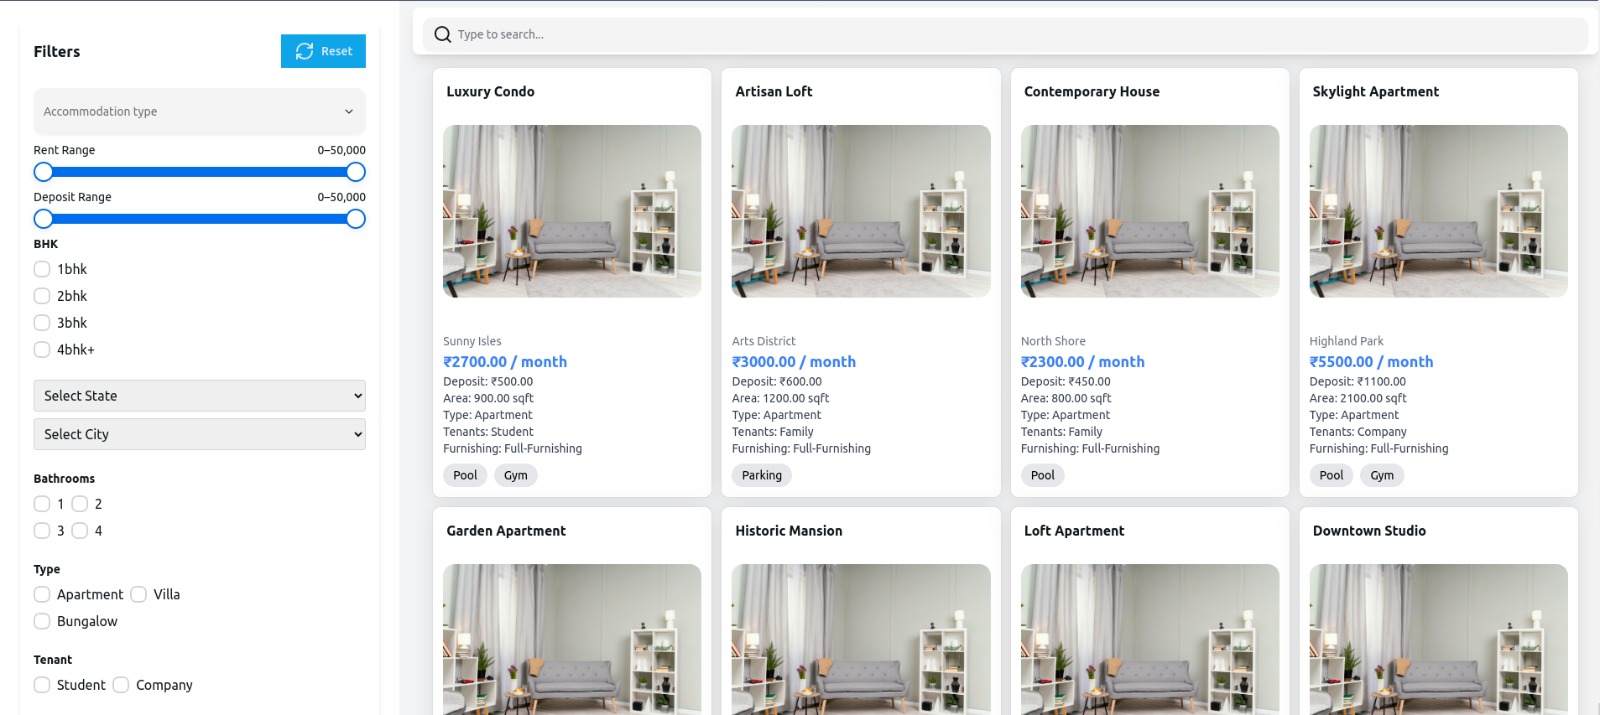 Filters
Reset
Accommodation type
Rent Range 0–50,000
Deposit Range 0–50,000
BHK
1bhk
2bhk
3bhk
4bhk+
Select State
Select City
Bathrooms
1 2
3 4
Type
Apartment Villa
Bungalow
Tenant
Student Company
Type to search...
Luxury Condo
Sunny Isles
₹2700.00 / month
Deposit: ₹500.00
Area: 900.00 sqft
Type: Apartment
Tenants: Student
Furnishing: Full-Furnishing
Pool Gym
Artisan Loft
Arts District
₹3000.00 / month
Deposit: ₹600.00
Area: 1200.00 sqft
Type: Apartment
Tenants: Family
Furnishing: Full-Furnishing
Parking
Contemporary House
North Shore
₹2300.00 / month
Deposit: ₹450.00
Area: 800.00 sqft
Type: Apartment
Tenants: Family
Furnishing: Full-Furnishing
Pool
Skylight Apartment
Highland Park
₹5500.00 / month
Deposit: ₹1100.00
Area: 2100.00 sqft
Type: Apartment
Tenants: Company
Furnishing: Full-Furnishing
Pool Gym
Garden Apartment
Historic Mansion
Loft Apartment
Downtown Studio